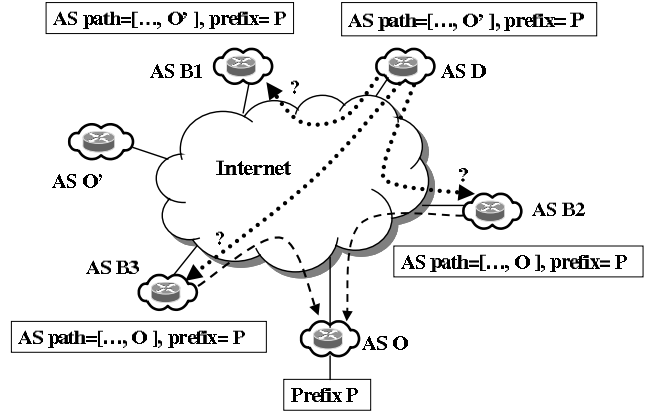 AS path=[…, O’ ], prefix= P
AS path=[…, O’ ], prefix= P
AS B1
AS D
?
Internet
AS O’
?
AS B2
?
AS B3
AS path=[…, O ], prefix= P
AS path=[…, O ], prefix= P
AS O
Prefix P